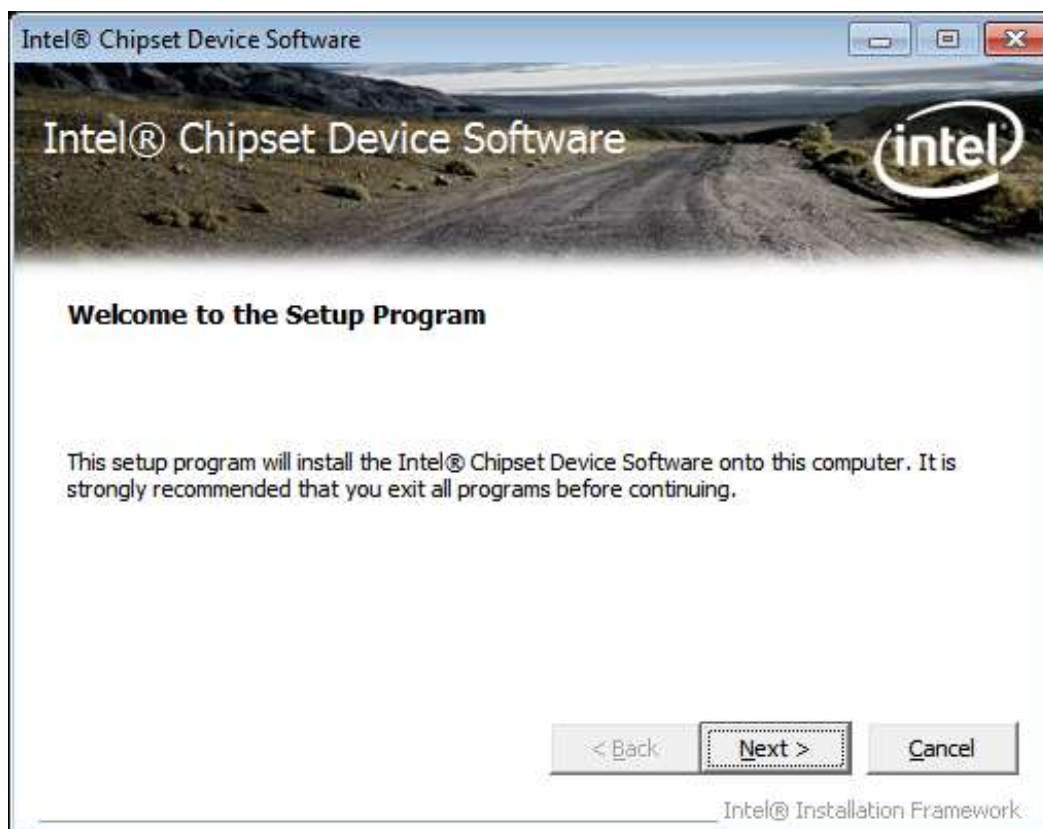 Intel® Chipset Device Software
Intel® Chipset Device Software
intel
Welcome to the Setup Program
This setup program will install the Intel® Chipset Device Software onto this computer. It is
strongly recommended that you exit all programs before continuing.
< Back Next > Cancel
Intel® Installation Framework